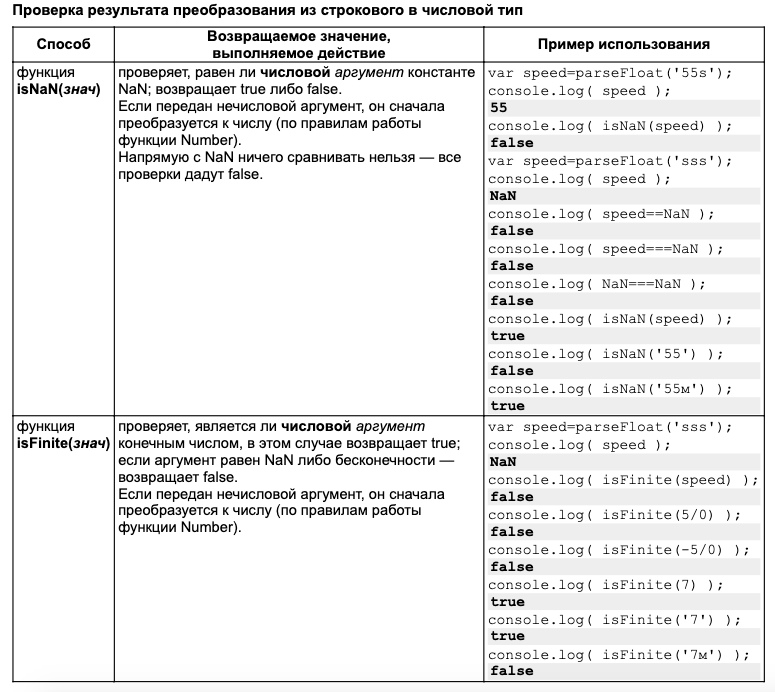 Проверка результата преобразования из строкового в числовой тип
Способ
Возвращаемое значение,
выполняемое действие
Пример использования
функция
isNaN(знач)
проверяет, равен ли числовой аргумент константе
NaN; возвращает true либо false.
Если передан нечисловой аргумент, он сначала
преобразуется к числу (по правилам работы
функции Number).
Напрямую с NaN ничего сравнивать нельзя — все
проверки дадут false.
var speed=parseFloat('55s');
console.log( speed );
55
console.log( isNaN(speed) );
false
var speed=parseFloat('sss');
console.log( speed );
NaN
console.log( speed==NaN );
false
console.log( speed===NaN );
false
console.log( NaN===NaN );
false
console.log( isNaN(speed) );
true
console.log( isNaN('55') );
false
console.log( isNaN('55м') );
true
функция
isFinite(знач)
проверяет, является ли числовой аргумент
конечным числом, в этом случае возвращает true;
если аргумент равен NaN либо бесконечности —
возвращает false.
Если передан нечисловой аргумент, он сначала
преобразуется к числу (по правилам работы
функции Number).
var speed=parseFloat('sss');
console.log( speed );
NaN
console.log( isFinite(speed) );
false
console.log( isFinite(5/0) );
false
console.log( isFinite(-5/0) );
false
console.log( isFinite(7) );
true
console.log( isFinite('7') );
true
console.log( isFinite('7м') );
false